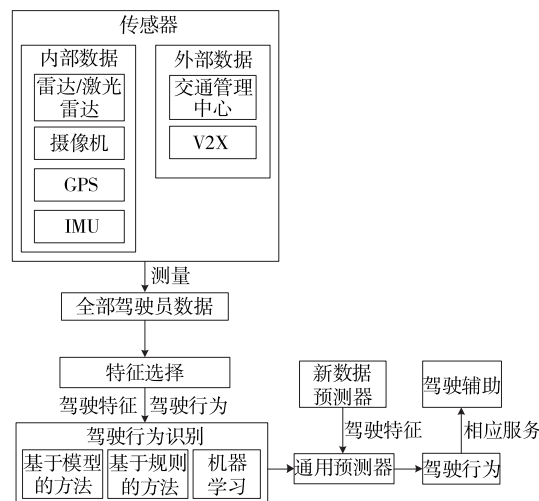 传感器
内部数据
外部数据
雷达/激光
雷达
交通管理
中心
摄像机
V2X
GPS
IMU
测量
全部驾驶员数据
特征选择
驾驶特征
驾驶行为
驾驶行为识别
基于模型
的方法
基于规则
的方法
机器
学习
新数据
预测器
驾驶特征
通用预测器
驾驶辅助
相应服务
驾驶行为